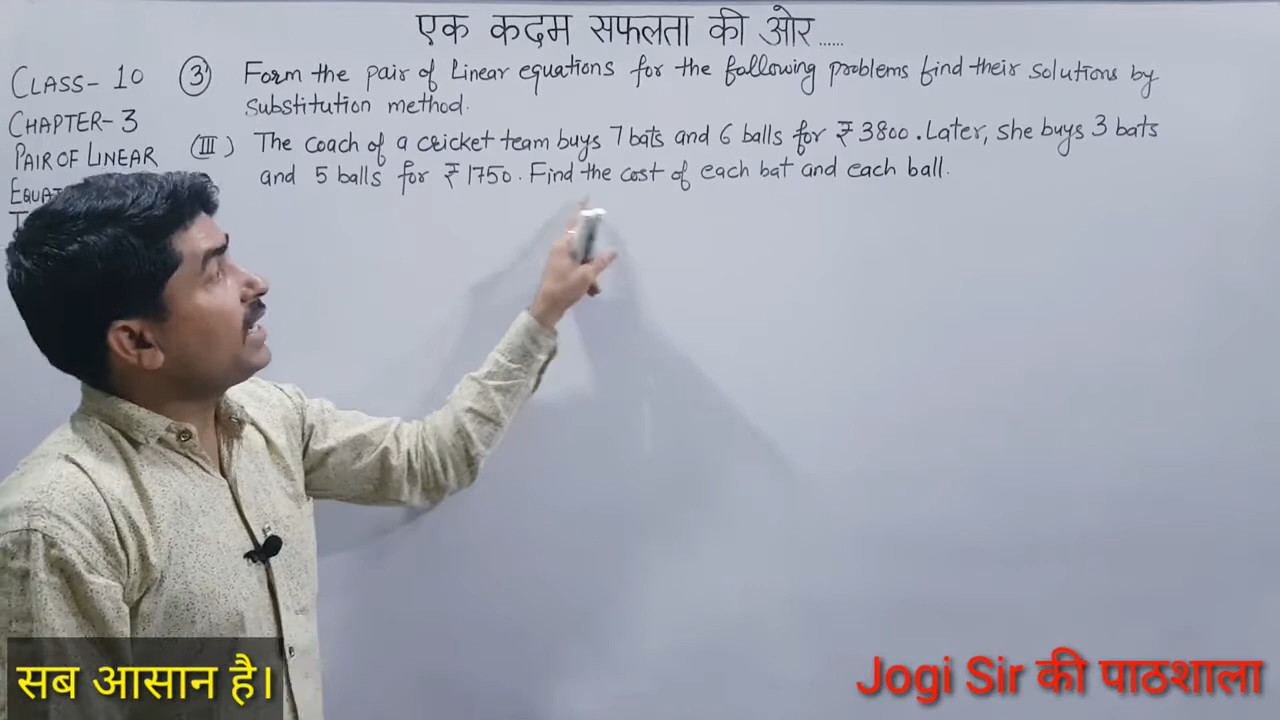 एक कदम सफलता की ओर......
CLASS- 10
CHAPTER-3
PAIR OF LINEAR
③ Form the pair of Linear equations for the following problems find their solutions by
substitution method.
(III) The coach of a cricket team buys 7 bats and 6 balls for ₹ 3800. Later, she buys 3 bats
and 5 balls for ₹ 1750. Find the cost of each bat and each ball.
सब आसान है।
Jogi Sir की पाठशाला